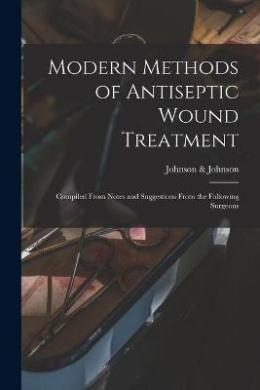 MODERN METHODS
OF ANTISEPTIC
WOUND
TREATMENT
Johnson & Johnson
Compiled From Notes and Suggestions From the Following
Surgeons